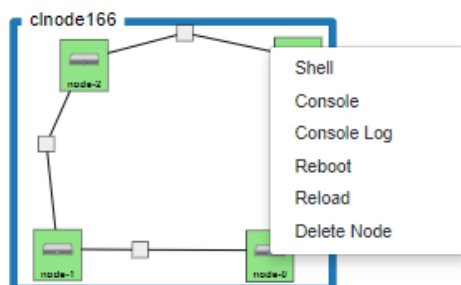 clnode166
node-2
Shell
Console
Console Log
Reboot
Reload
Delete Node
node-1
node-0